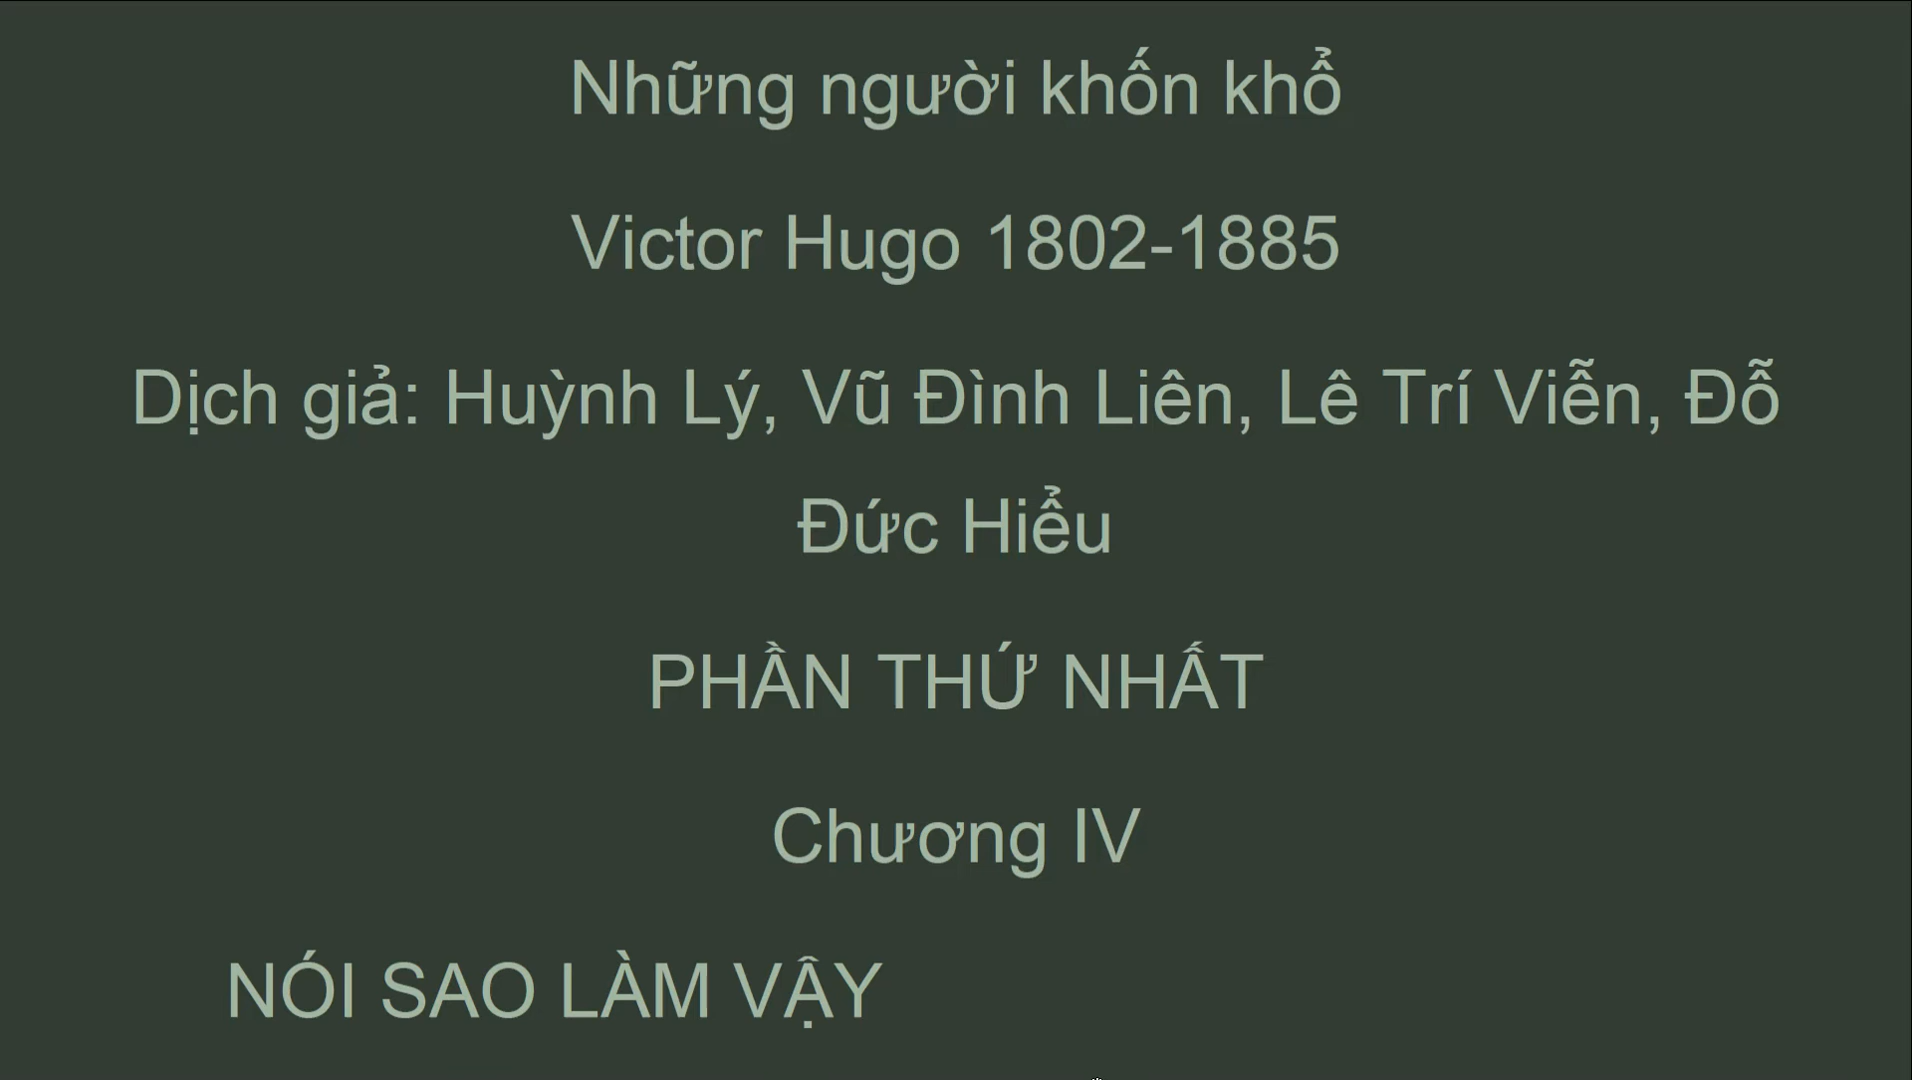 Những người khốn khổ
Victor Hugo 1802-1885
Dịch giả: Huỳnh Lý, Vũ Đình Liên, Lê Trí Viễn, Đỗ
Đức Hiểu
PHẦN THỨ NHẤT
Chương IV
NÓI SAO LÀM VẬY